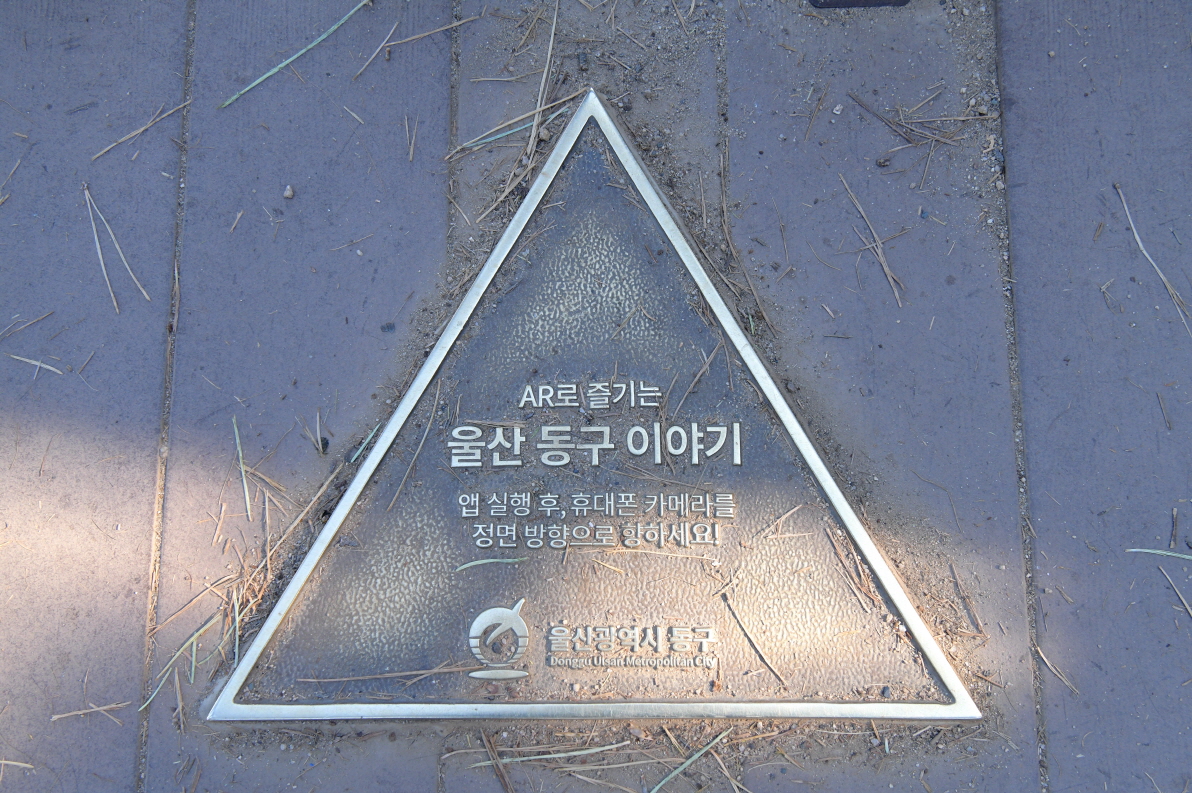 AR로 즐기는
울산 동구 이야기
앱 실행 후, 휴대폰 카메라를
정면 방향으로 향하세요!
울산광역시 동구
Donggu Ulsan Metropolitan City